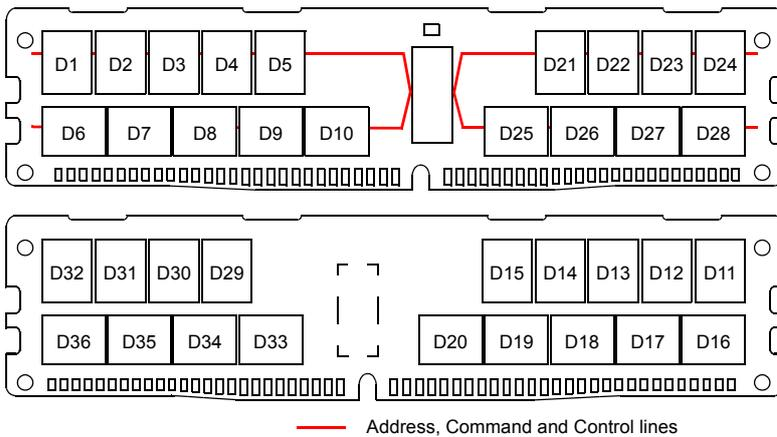 D1 D2 D3 D4 D5 D21 D22 D23 D24
D6 D7 D8 D9 D10 D25 D26 D27 D28
D32 D31 D30 D29 D15 D14 D13 D12 D11
D36 D35 D34 D33 D20 D19 D18 D17 D16
Address, Command and Control lines